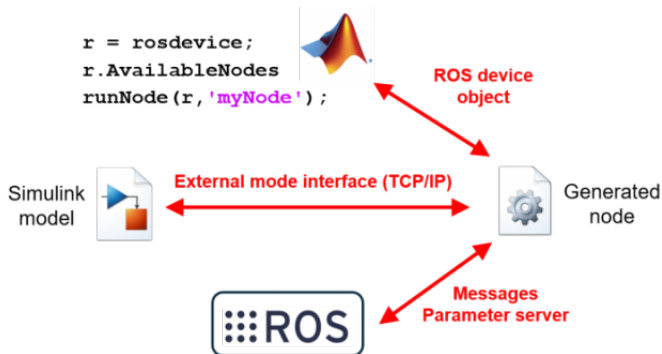 r = rosdevice;
r.AvailableNodes
runNode(r,'myNode');
ROS device
object
External mode interface (TCP/IP)
Simulink
model
Generated
node
Messages
Parameter server
ROS